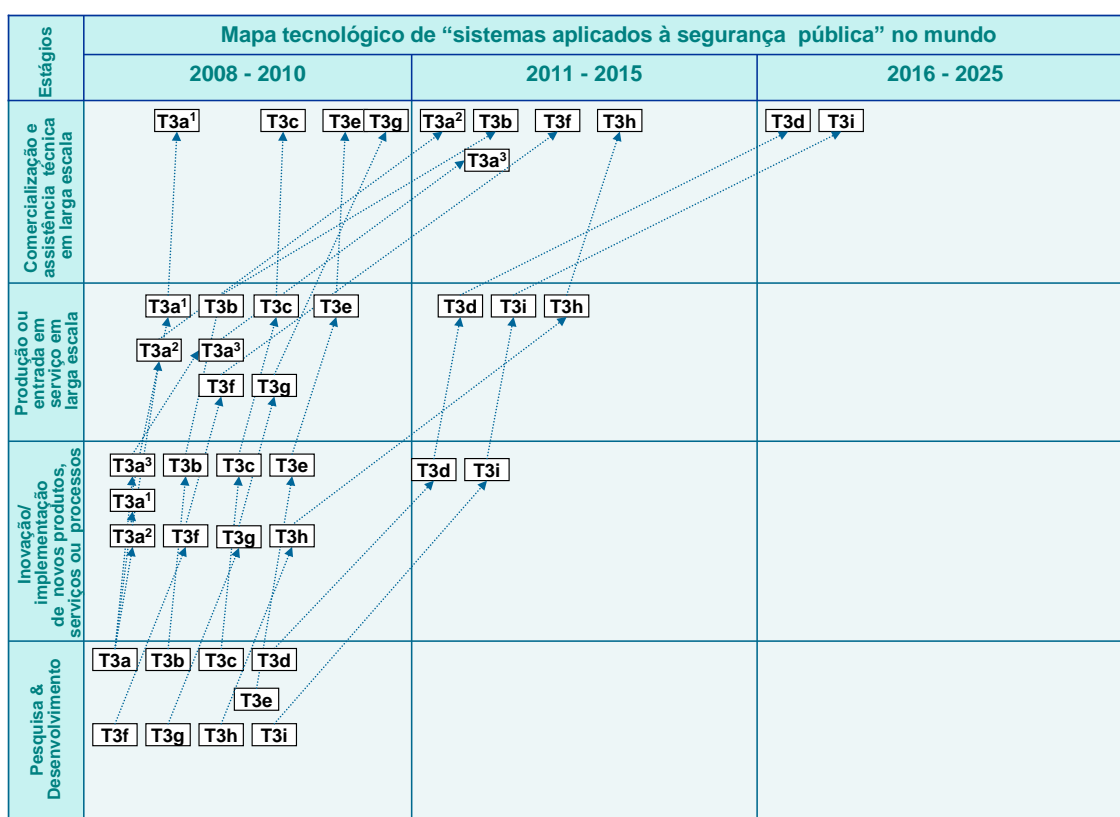 Estágios
Mapa tecnológico de “sistemas aplicados à segurança pública” no mundo
2008 - 2010
2011 - 2015
2016 - 2025
Comercialização e
assistência técnica
em larga escala
T3a¹
T3c
T3e
T3g
T3a²
T3b
T3f
T3h
T3d
T3i
T3a³
Produção ou
entrada em
serviço em
larga escala
T3a¹
T3b
T3c
T3e
T3d
T3i
T3h
T3a²
T3a³
T3f
T3g
Inovação/
implementação
de novos produtos,
serviços ou processos
T3a³
T3b
T3c
T3e
T3d
T3i
T3a¹
T3a²
T3f
T3g
T3h
Pesquisa &
Desenvolvimento
T3a
T3b
T3c
T3d
T3e
T3f
T3g
T3h
T3i